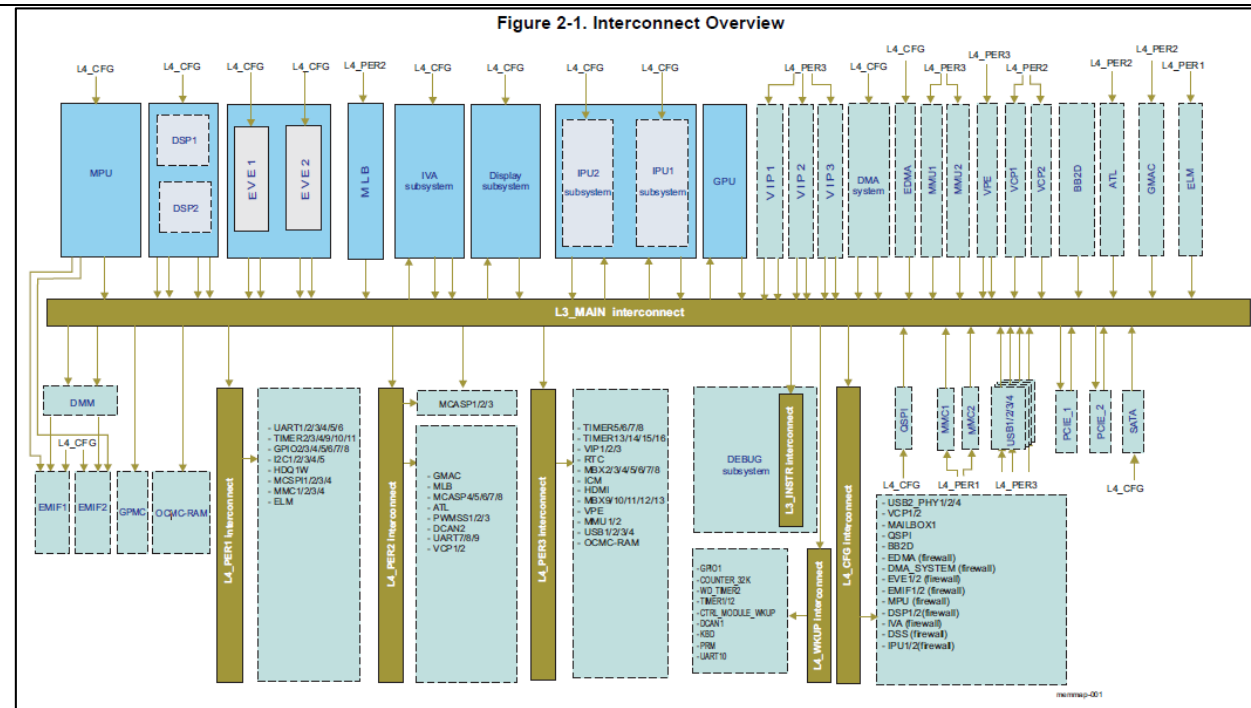 Figure 2-1. Interconnect Overview
L4_CFG
L4_CFG
L4_CFG
L4_CFG
L4_PER2
L4_CFG
L4_CFG
L4_CFG
L4_CFG
L4_PER3
L4_CFG
L4_CFG
L4_PER3
L4_PER3
L4_PER2
L4_PER2
L4_PER2
L4_PER1
MPU
DSP1
DSP2
EVE1
EVE2
MLB
IVA
subsystem
Display
subsystem
IPU2
subsystem
IPU1
subsystem
GPU
VIP1
VIP2
VIP3
DMA
system
EDMA
MMU1
MMU2
VPE
VCP1
VCP2
BB2D
ATL
GMAC
ELM
L3_MAIN interconnect
DMM
L4_CFG
EMIF1
EMIF2
GPMC
OCMC-RAM
L4_PER1 Interconnect
- UART1/2/3/4/5/6
- TIMER2/3/4/9/10/11
- GPIO2/3/4/5/6/7/8
- I2C1/2/3/4/5
- HDQ1W
- MCSPI1/2/3/4
- MMC1/2/3/4
- ELM
L4_PER2 Interconnect
MCASP1/2/3
- GMAC
- MLB
- MCASP4/5/6/7/8
- ATL
- PWMSS1/2/3
- DCAN2
- UART7/8/9
- VCP1/2
L4_PER3 Interconnect
- TIMER5/6/7/8
- TIMER13/14/15/16
- VIP1/2/3
- RTC
- MBX2/3/4/5/6/7/8
- ICM
- HDMI
- MBX9/10/11/12/13
- VPE
- MMU1/2
- USB1/2/3/4
- OCMC-RAM
DEBUG
subsystem
L3_INSTR interconnect
- GPIO1
- COUNTER_32K
- WD_TIMER2
- TIMER1/12
- CTRL_MODULE_WKUP
- DCAN1
- KBD
- PRM
- UART10
L4_WKUP interconnect
L4_CFG interconnect
QSPI
MMC1
MMC2
USB1/2/3/4
PCIE_1
PCIE_2
SATA
L4_CFG
L4_PER1
L4_PER3
L4_CFG
- USB2_PHY1/2/4
- VCP1/2
- MAILBOX1
- QSPI
- BB2D
- EDMA (firewall)
- DMA_SYSTEM (firewall)
- EVE1/2 (firewall)
- EMIF1/2 (firewall)
- MPU (firewall)
- DSP1/2(firewall)
- IVA (firewall)
- DSS (firewall)
- IPU1/2(firewall)
memmap-001